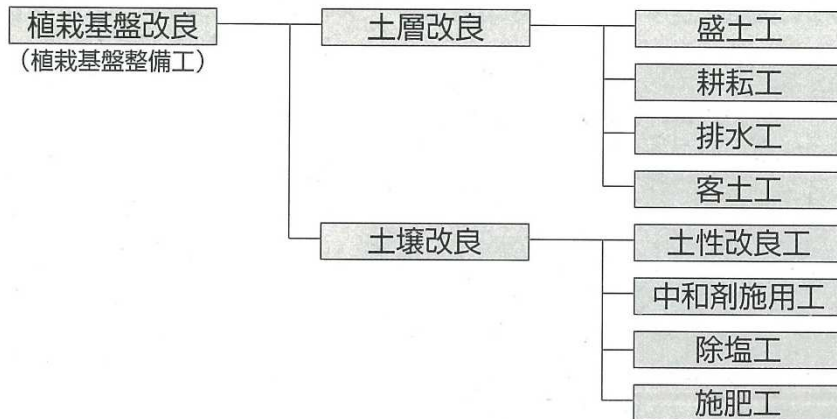 植栽基盤改良
（植栽基盤整備工）
土層改良
盛土工
耕耘工
排水工
客土工
土壌改良
土性改良工
中和剤施用工
除塩工
施肥工